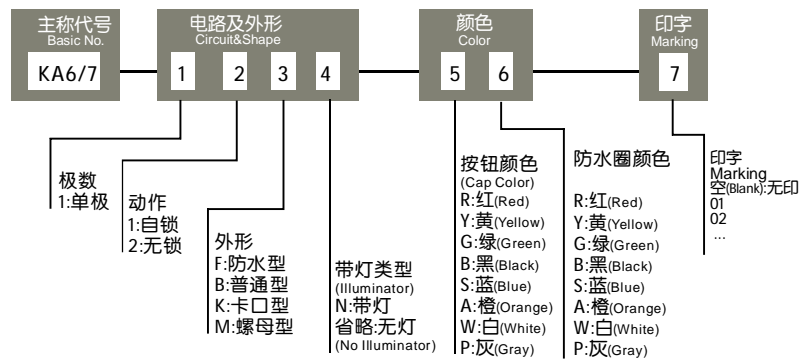 主称代号
Basic No.
电路及外形
Circuit&Shape
颜色
Color
印字
Marking
KA6/7
1
2
3
4
5
6
7
极数
1:单极
动作
1:自锁
2:无锁
外形
F:防水型
B:普通型
K:卡口型
M:螺母型
带灯类型
(Illuminator)
N:带灯
省略:无灯
(No Illuminator)
按钮颜色
(Cap Color)
R:红(Red)
Y:黄(Yellow)
G:绿(Green)
B:黑(Black)
S:蓝(Blue)
A:橙(Orange)
W:白(White)
P:灰(Gray)
防水圈颜色
R:红(Red)
Y:黄(Yellow)
G:绿(Green)
B:黑(Black)
S:蓝(Blue)
A:橙(Orange)
W:白(White)
P:灰(Gray)
印字
Marking
空(Blank):无印
01
02
...